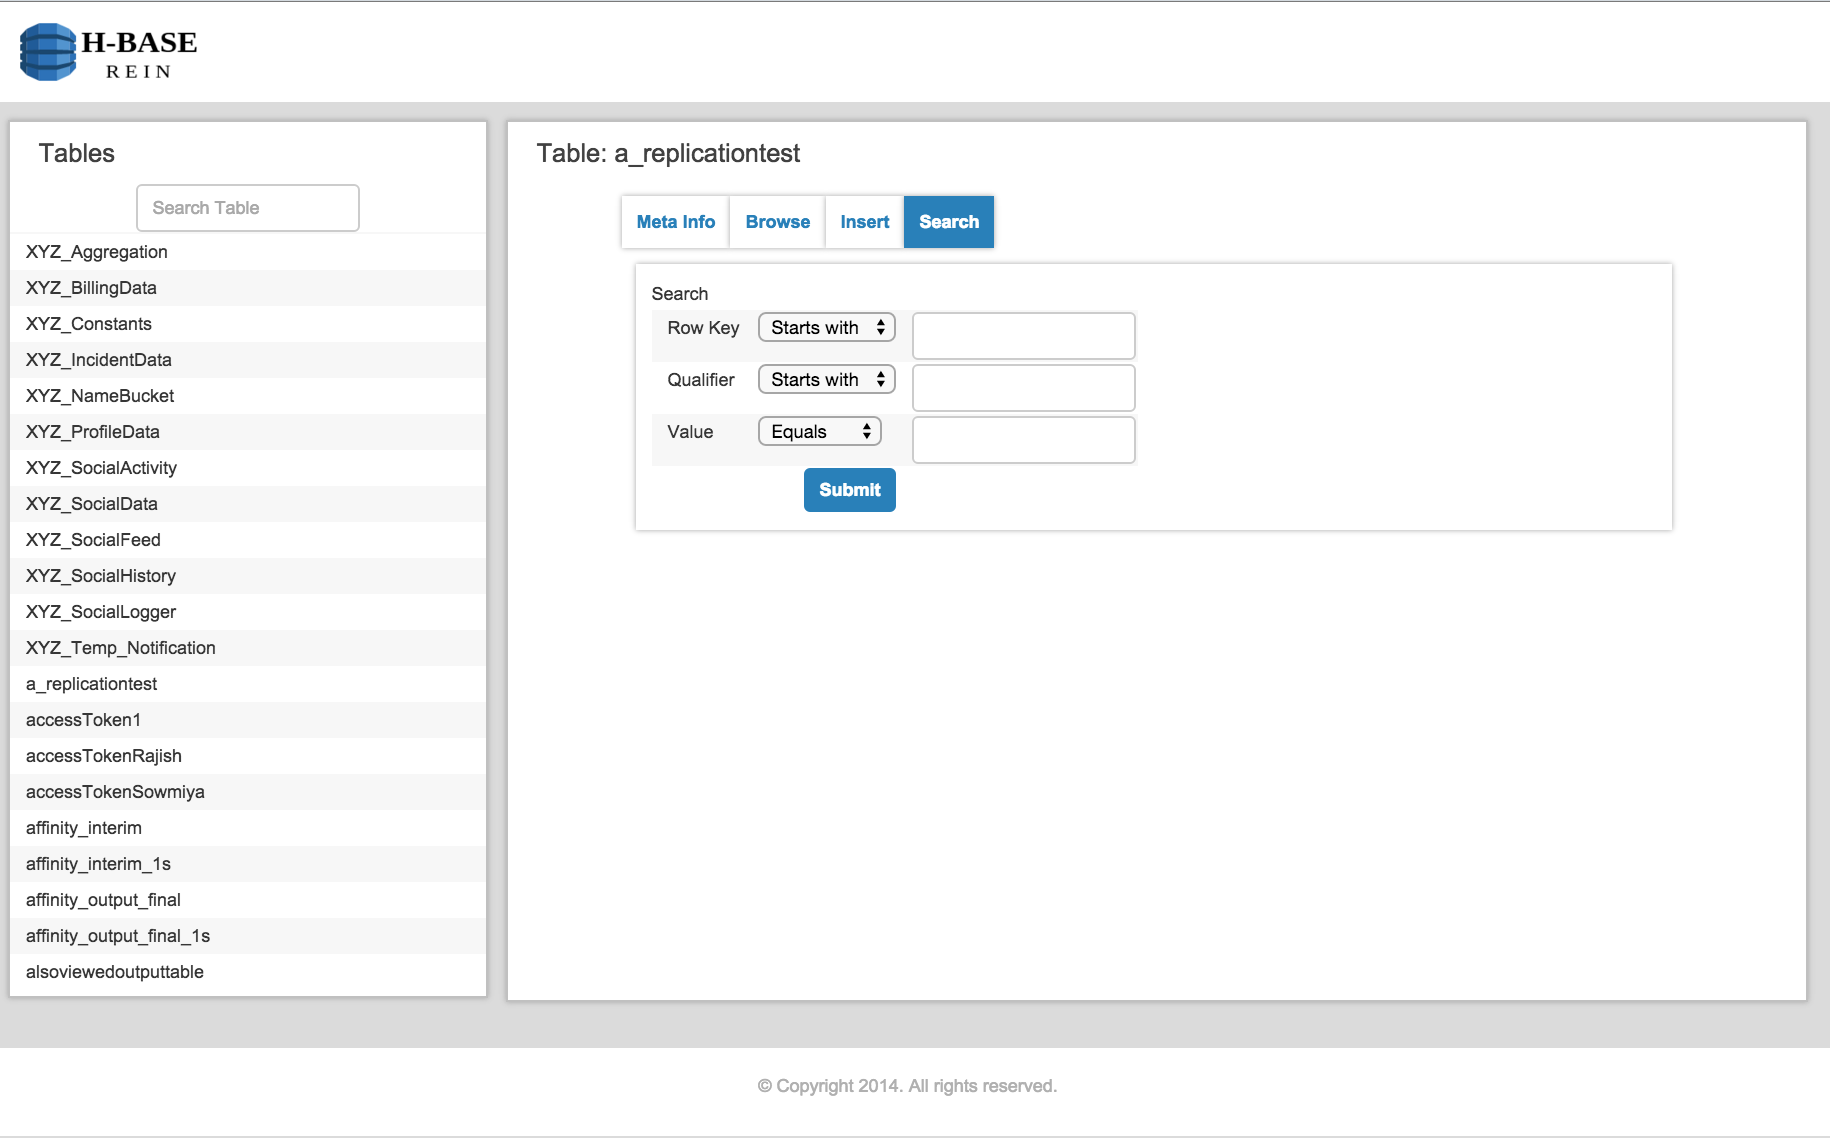 H-BASE
REIN
Tables
Search Table
XYZ_Aggregation
XYZ_BillingData
XYZ_Constants
XYZ_IncidentData
XYZ_NameBucket
XYZ_ProfileData
XYZ_SocialActivity
XYZ_SocialData
XYZ_SocialFeed
XYZ_SocialHistory
XYZ_SocialLogger
XYZ_Temp_Notification
a_replicationtest
accessToken1
accessTokenRajish
accessTokenSowmiya
affinity_interim
affinity_interim_1s
affinity_output_final
affinity_output_final_1s
alsoviewedoutputtable
Table: a_replicationtest
Meta Info Browse Insert Search
Search
Row Key Starts with
Qualifier Starts with
Value Equals
Submit
© Copyright 2014. All rights reserved.